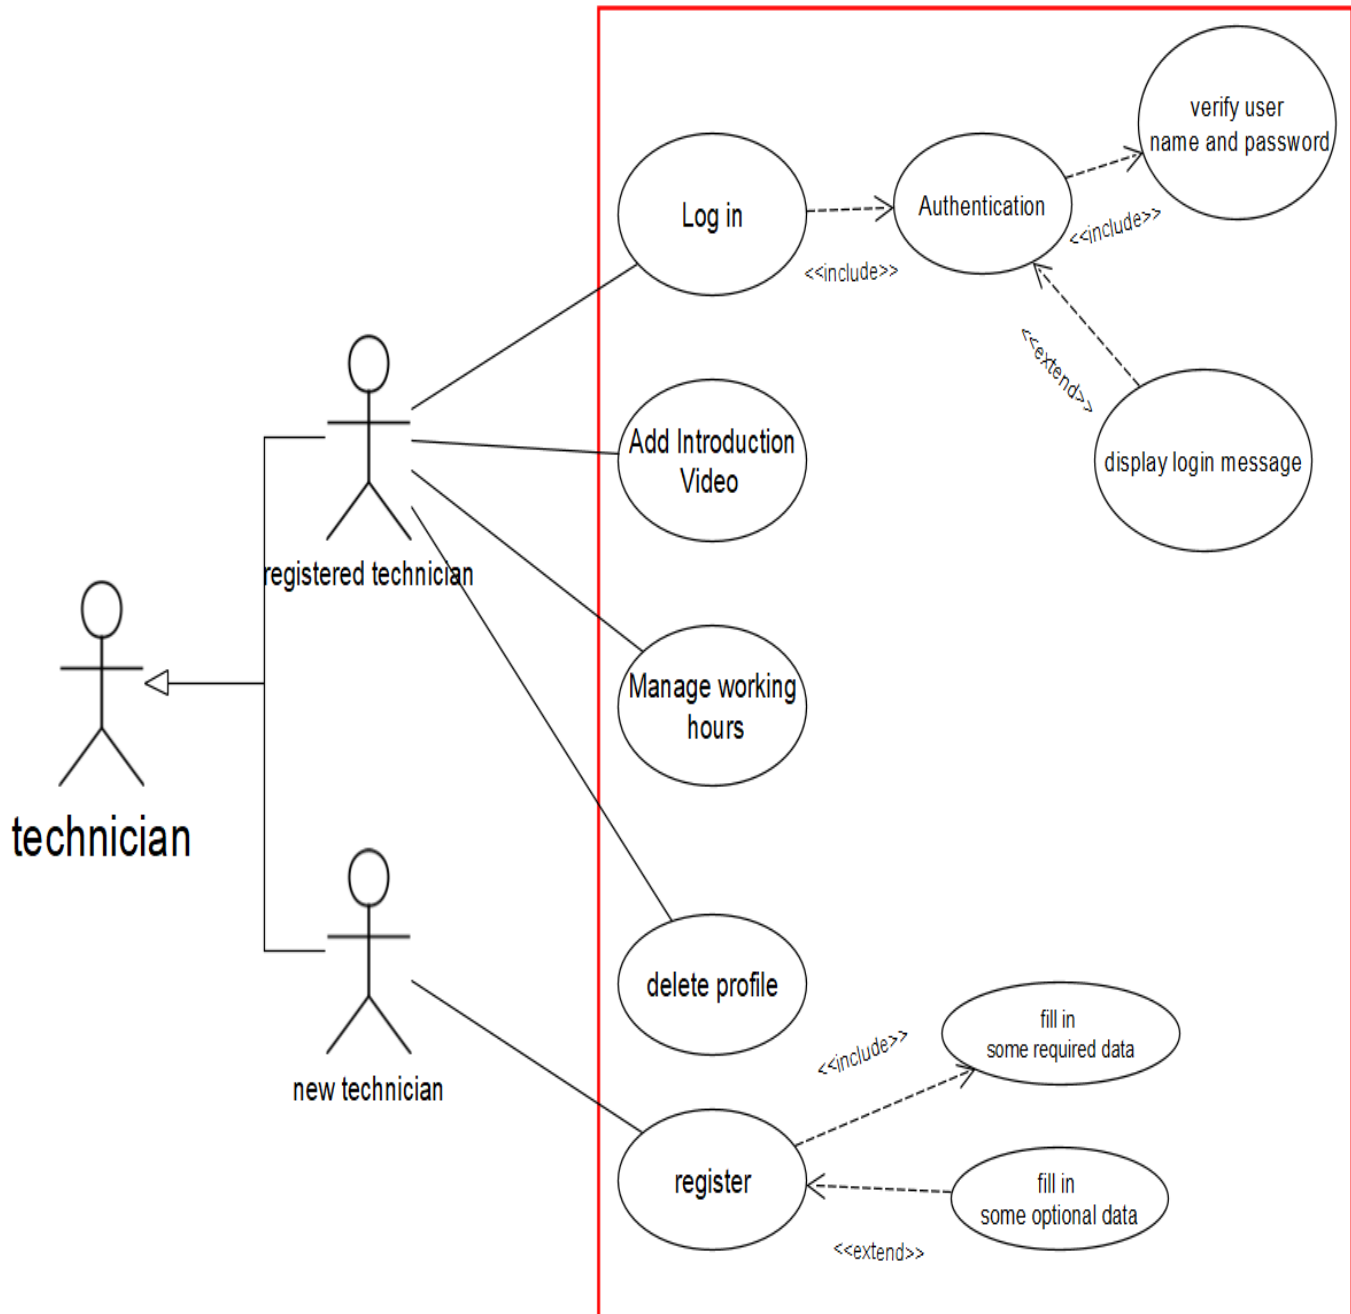 verify user
name and password
Log in
Authentication
<<include>>
<<include>>
<<extend>>
Add Introduction
Video
display login message
registered technician
Manage working
hours
technician
delete profile
new technician
<<include>>
fill in
some required data
register
fill in
some optional data
<<extend>>